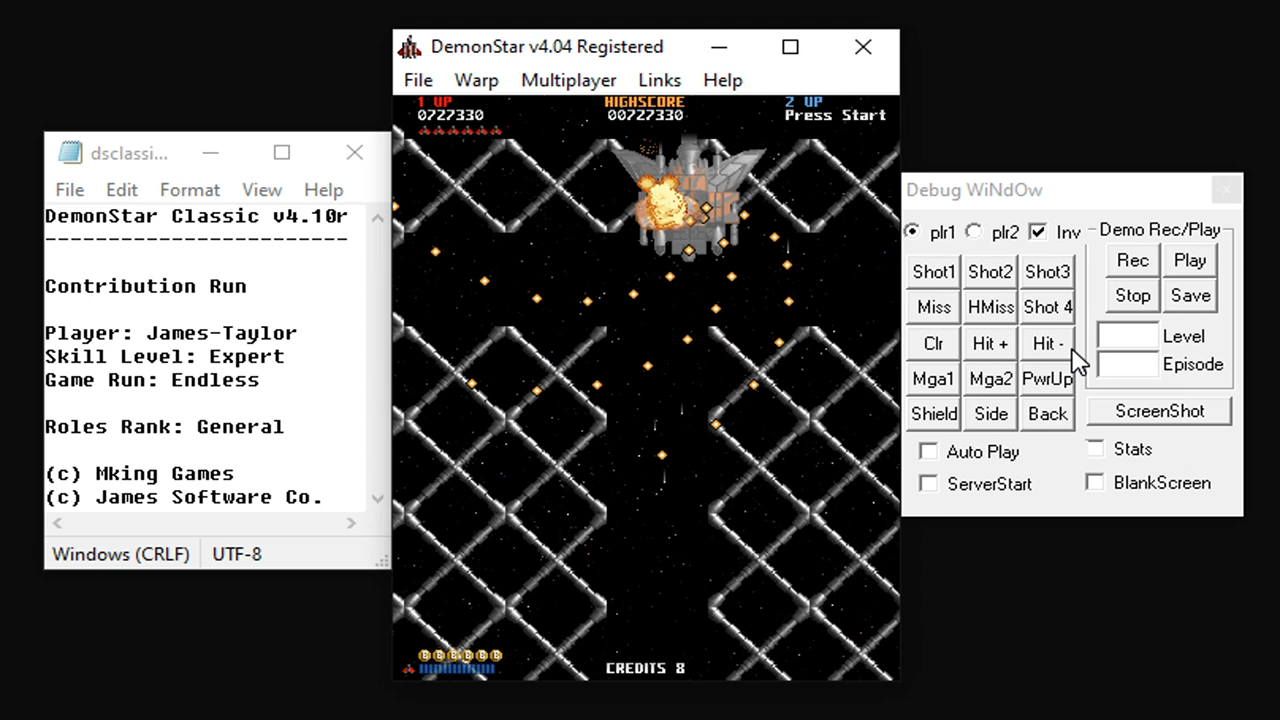 dsclassi...
File Edit Format View Help
DemonStar Classic v4.10r
------------------------
Contribution Run
Player: James-Taylor
Skill Level: Expert
Game Run: Endless
Roles Rank: General
(c) Mking Games
(c) James Software Co.
Windows (CRLF) UTF-8
DemonStar v4.04 Registered
File Warp Multiplayer Links Help
1 UP HIGHSCORE 2 UP
0727330 00727330 Press Start
B B B B B B
CREDITS 8
Debug WiNdOw
plr1 plr2 Inv
Demo Rec/Play
Shot1 Shot2 Shot3 Rec Play
Miss HMiss Shot 4 Stop Save
Clr Hit + Hit - Level
Mga1 Mga2 PwrUp Episode
Shield Side Back ScreenShot
Auto Play Stats
ServerStart BlankScreen